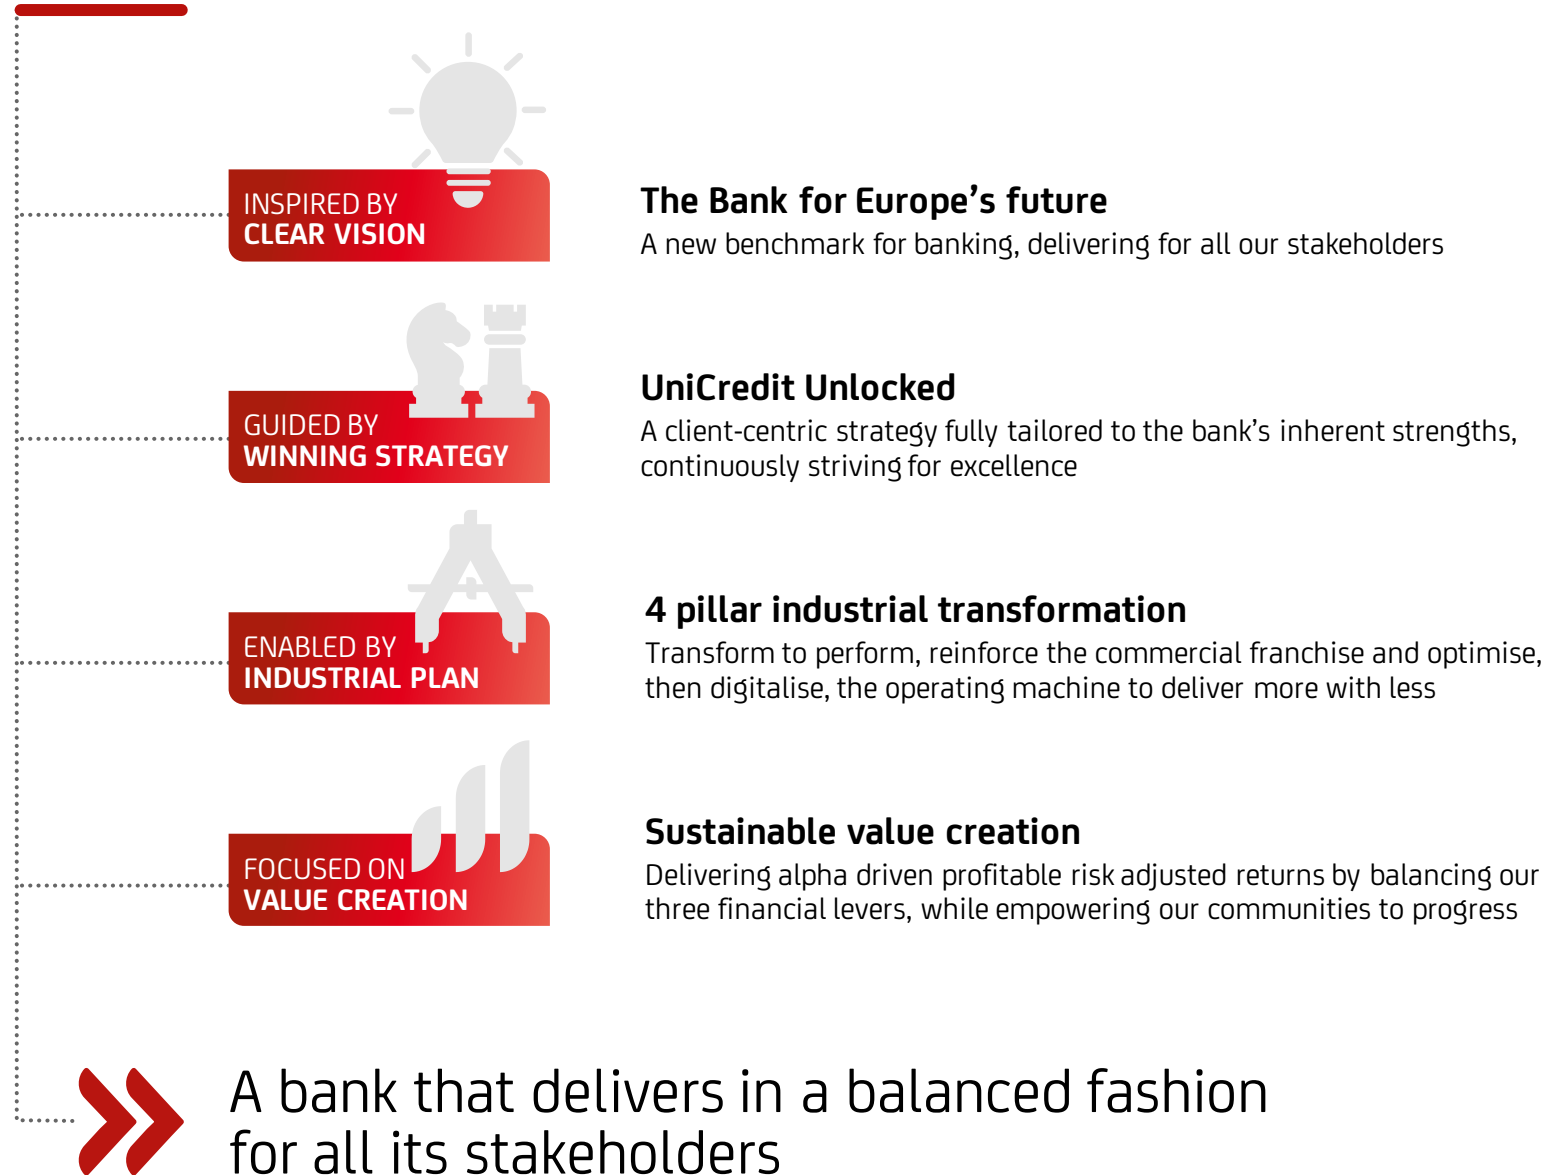 INSPIRED BY
CLEAR VISION
The Bank for Europe’s future
A new benchmark for banking, delivering for all our stakeholders
GUIDED BY
WINNING STRATEGY
UniCredit Unlocked
A client-centric strategy fully tailored to the bank’s inherent strengths,
continuously striving for excellence
ENABLED BY
INDUSTRIAL PLAN
4 pillar industrial transformation
Transform to perform, reinforce the commercial franchise and optimise,
then digitalise, the operating machine to deliver more with less
FOCUSED ON
VALUE CREATION
Sustainable value creation
Delivering alpha driven profitable risk adjusted returns by balancing our
three financial levers, while empowering our communities to progress
A bank that delivers in a balanced fashion
for all its stakeholders